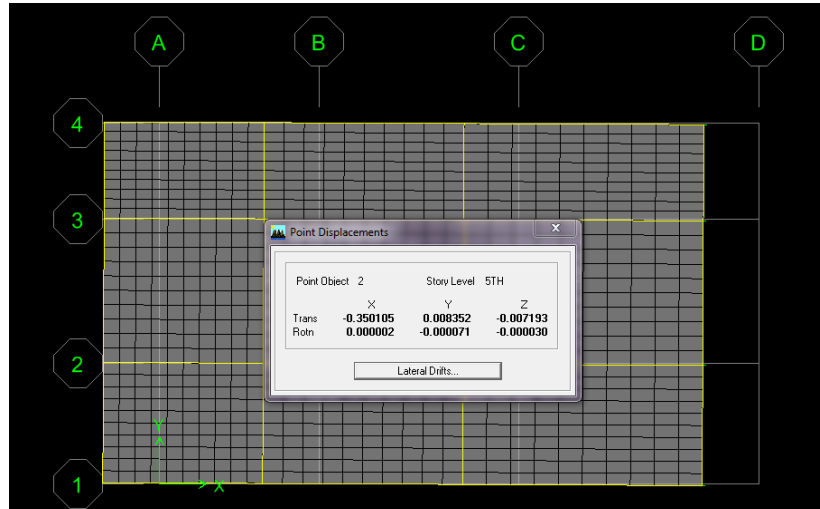 A B C D
4
3
Point Displacements x
Point Object 2 Story Level 5TH
X Y Z
Trans -0.350105 0.008352 -0.007193
Rotn 0.000002 -0.000071 -0.000030
2
Lateral Drifts...
Y
1
X